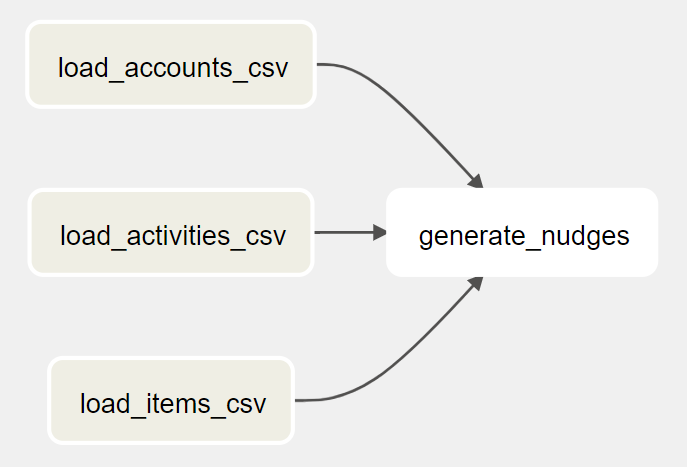 load_accounts_csv
load_activities_csv
generate_nudges
load_items_csv